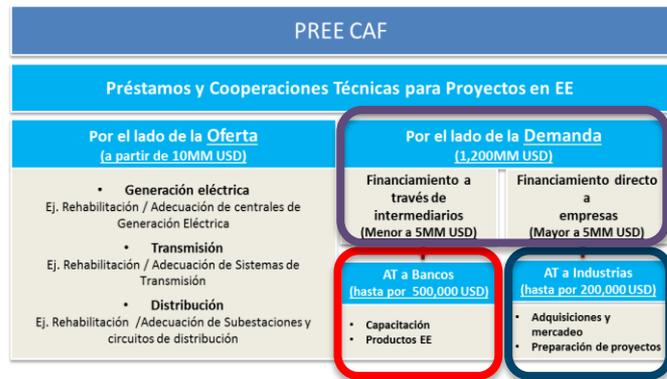 PREE CAF
Préstamos y Cooperaciones Técnicas para Proyectos en EE
Por el lado de la Oferta
(a partir de 10MM USD)
• Generación eléctrica
Ej. Rehabilitación / Adecuación de centrales de
Generación Eléctrica
• Transmisión
Ej. Rehabilitación / Adecuación de Sistemas de
Transmisión
• Distribución
Ej. Rehabilitación /Adecuación de Subestaciones y
circuitos de distribución
Por el lado de la Demanda
(1,200MM USD)
Financiamiento a
través de
intermediarios
(Menor a 5MM USD)
Financiamiento directo
a
empresas
(Mayor a 5MM USD)
AT a Bancos
(hasta por 500,000 USD)
• Capacitación
• Productos EE
AT a Industrias
(hasta por 200,000 USD)
• Adquisiciones y
mercadeo
• Preparación de proyectos